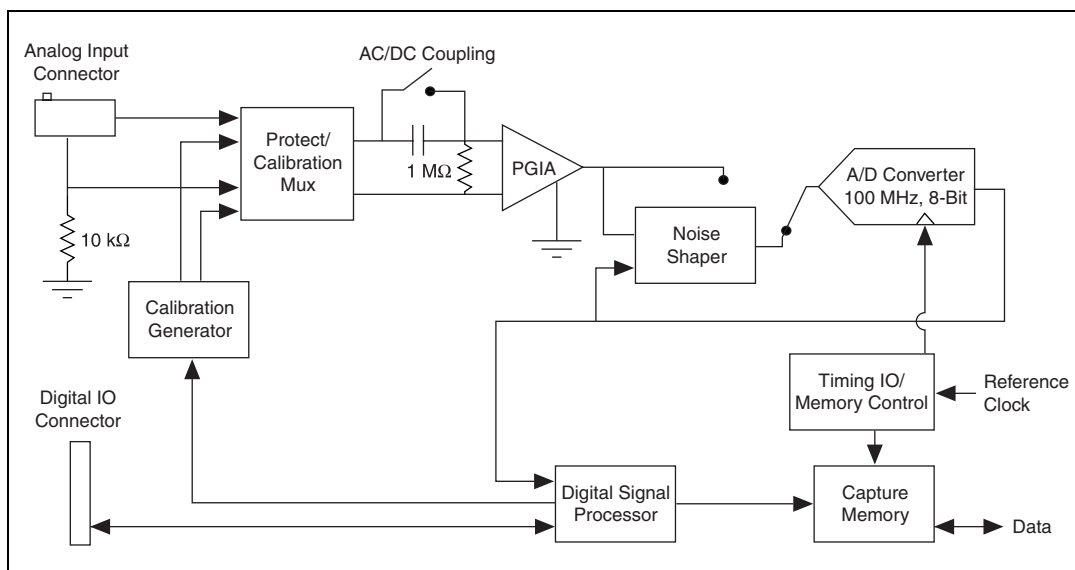 Analog Input
Connector
AC/DC Coupling
Protect/
Calibration
Mux
1 MΩ
PGIA
A/D Converter
100 MHz, 8-Bit
10 kΩ
Noise
Shaper
Calibration
Generator
Digital IO
Connector
Timing IO/
Memory Control
Reference
Clock
Digital Signal
Processor
Capture
Memory
Data